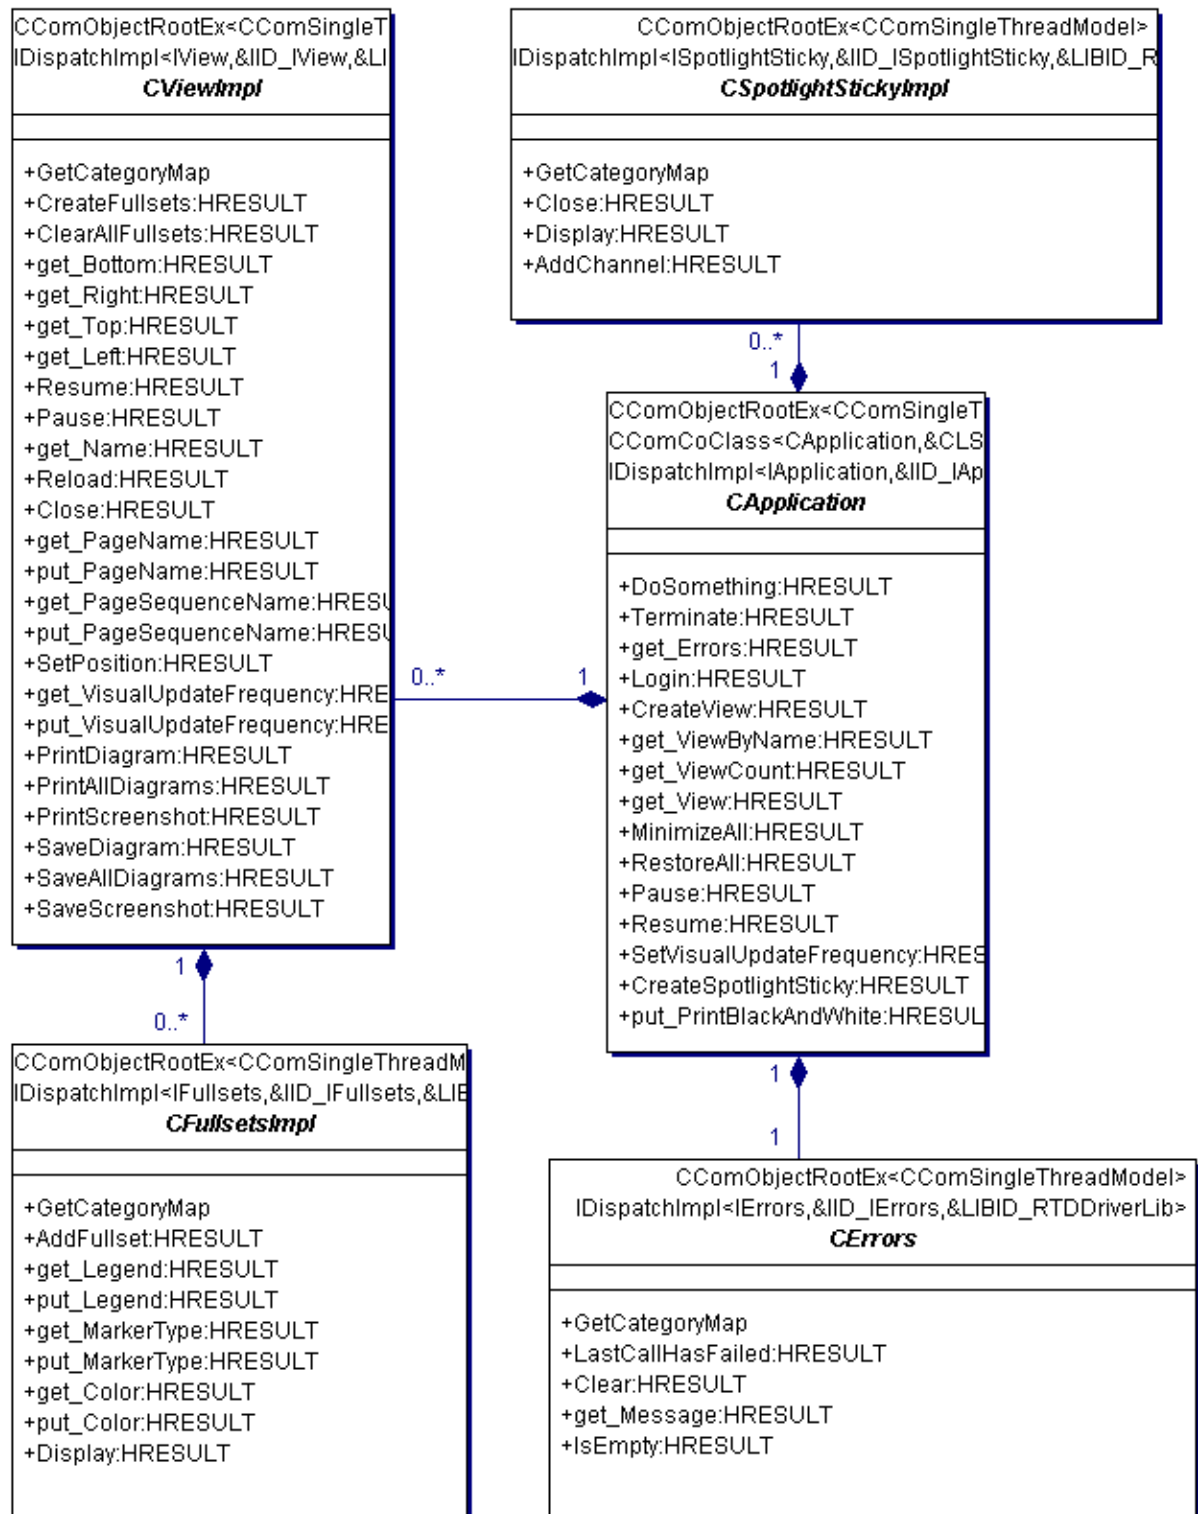 CComObjectRootEx<CComSingleT
IDispatchImpl<IView,&IID_IView,&LI
CViewImpl
+GetCategoryMap
+CreateFullsets:HRESULT
+ClearAllFullsets:HRESULT
+get_Bottom:HRESULT
+get_Right:HRESULT
+get_Top:HRESULT
+get_Left:HRESULT
+Resume:HRESULT
+Pause:HRESULT
+get_Name:HRESULT
+Reload:HRESULT
+Close:HRESULT
+get_PageName:HRESULT
+put_PageName:HRESULT
+get_PageSequenceName:HRESU
+put_PageSequenceName:HRESU
+SetPosition:HRESULT
+get_VisualUpdateFrequency:HRE
+put_VisualUpdateFrequency:HRE
+PrintDiagram:HRESULT
+PrintAllDiagrams:HRESULT
+PrintScreenshot:HRESULT
+SaveDiagram:HRESULT
+SaveAllDiagrams:HRESULT
+SaveScreenshot:HRESULT
CComObjectRootEx<CComSingleThreadModel>
IDispatchImpl<ISpotlightSticky,&IID_ISpotlightSticky,&LIBID_R
CSpotlightStickyImpl
+GetCategoryMap
+Close:HRESULT
+Display:HRESULT
+AddChannel:HRESULT
0..*
1
CComObjectRootEx<CComSingleT
CComCoClass<CApplication,&CLS
IDispatchImpl<IApplication,&IID_IAp
CApplication
+DoSomething:HRESULT
+Terminate:HRESULT
+get_Errors:HRESULT
+Login:HRESULT
+CreateView:HRESULT
+get_ViewByName:HRESULT
+get_ViewCount:HRESULT
+get_View:HRESULT
+MinimizeAll:HRESULT
+RestoreAll:HRESULT
+Pause:HRESULT
+Resume:HRESULT
+SetVisualUpdateFrequency:HRES
+CreateSpotlightSticky:HRESULT
+put_PrintBlackAndWhite:HRESUL
0..* 1
1
0..*
CComObjectRootEx<CComSingleThreadM
IDispatchImpl<IFullsets,&IID_IFullsets,&LIB
CFullsetsImpl
+GetCategoryMap
+AddFullset:HRESULT
+get_Legend:HRESULT
+put_Legend:HRESULT
+get_MarkerType:HRESULT
+put_MarkerType:HRESULT
+get_Color:HRESULT
+put_Color:HRESULT
+Display:HRESULT
1
1
CComObjectRootEx<CComSingleThreadModel>
IDispatchImpl<IErrors,&IID_IErrors,&LIBID_RTDDriverLib>
CErrors
+GetCategoryMap
+LastCallHasFailed:HRESULT
+Clear:HRESULT
+get_Message:HRESULT
+IsEmpty:HRESULT